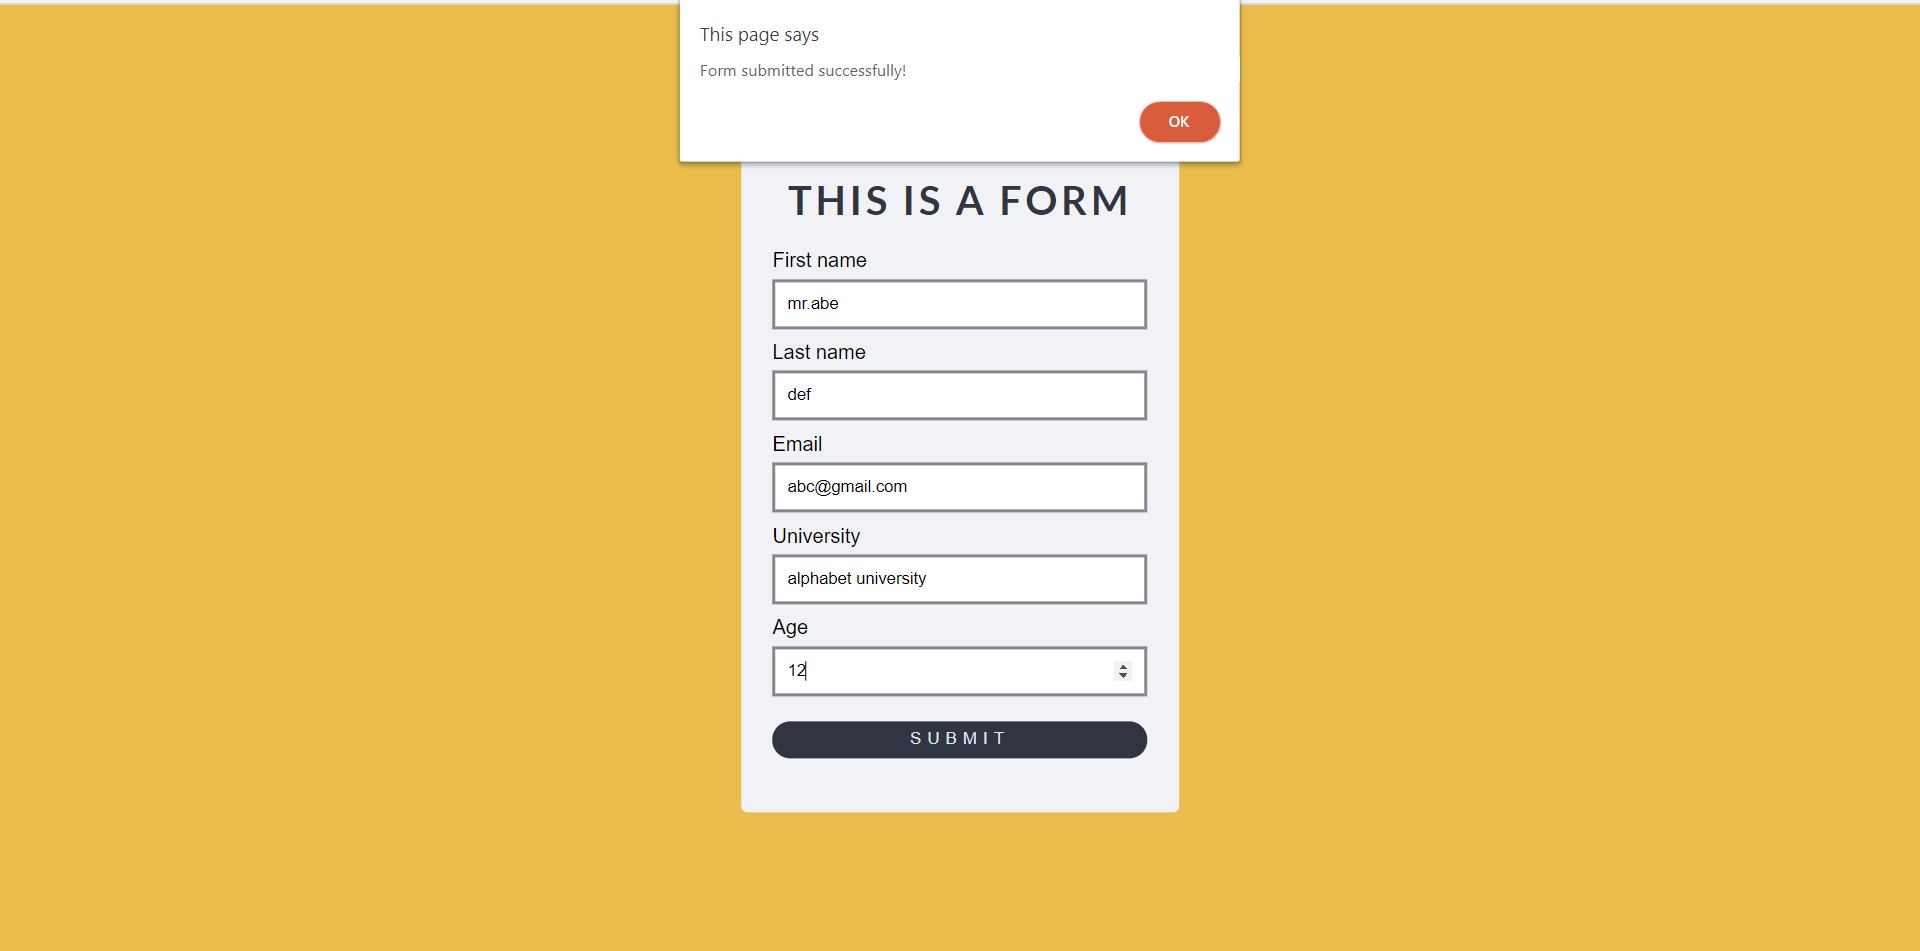 This page says
Form submitted successfully!
OK
THIS IS A FORM
First name
mr.abe
Last name
def
Email
abc@gmail.com
University
alphabet university
Age
12
SUBMIT